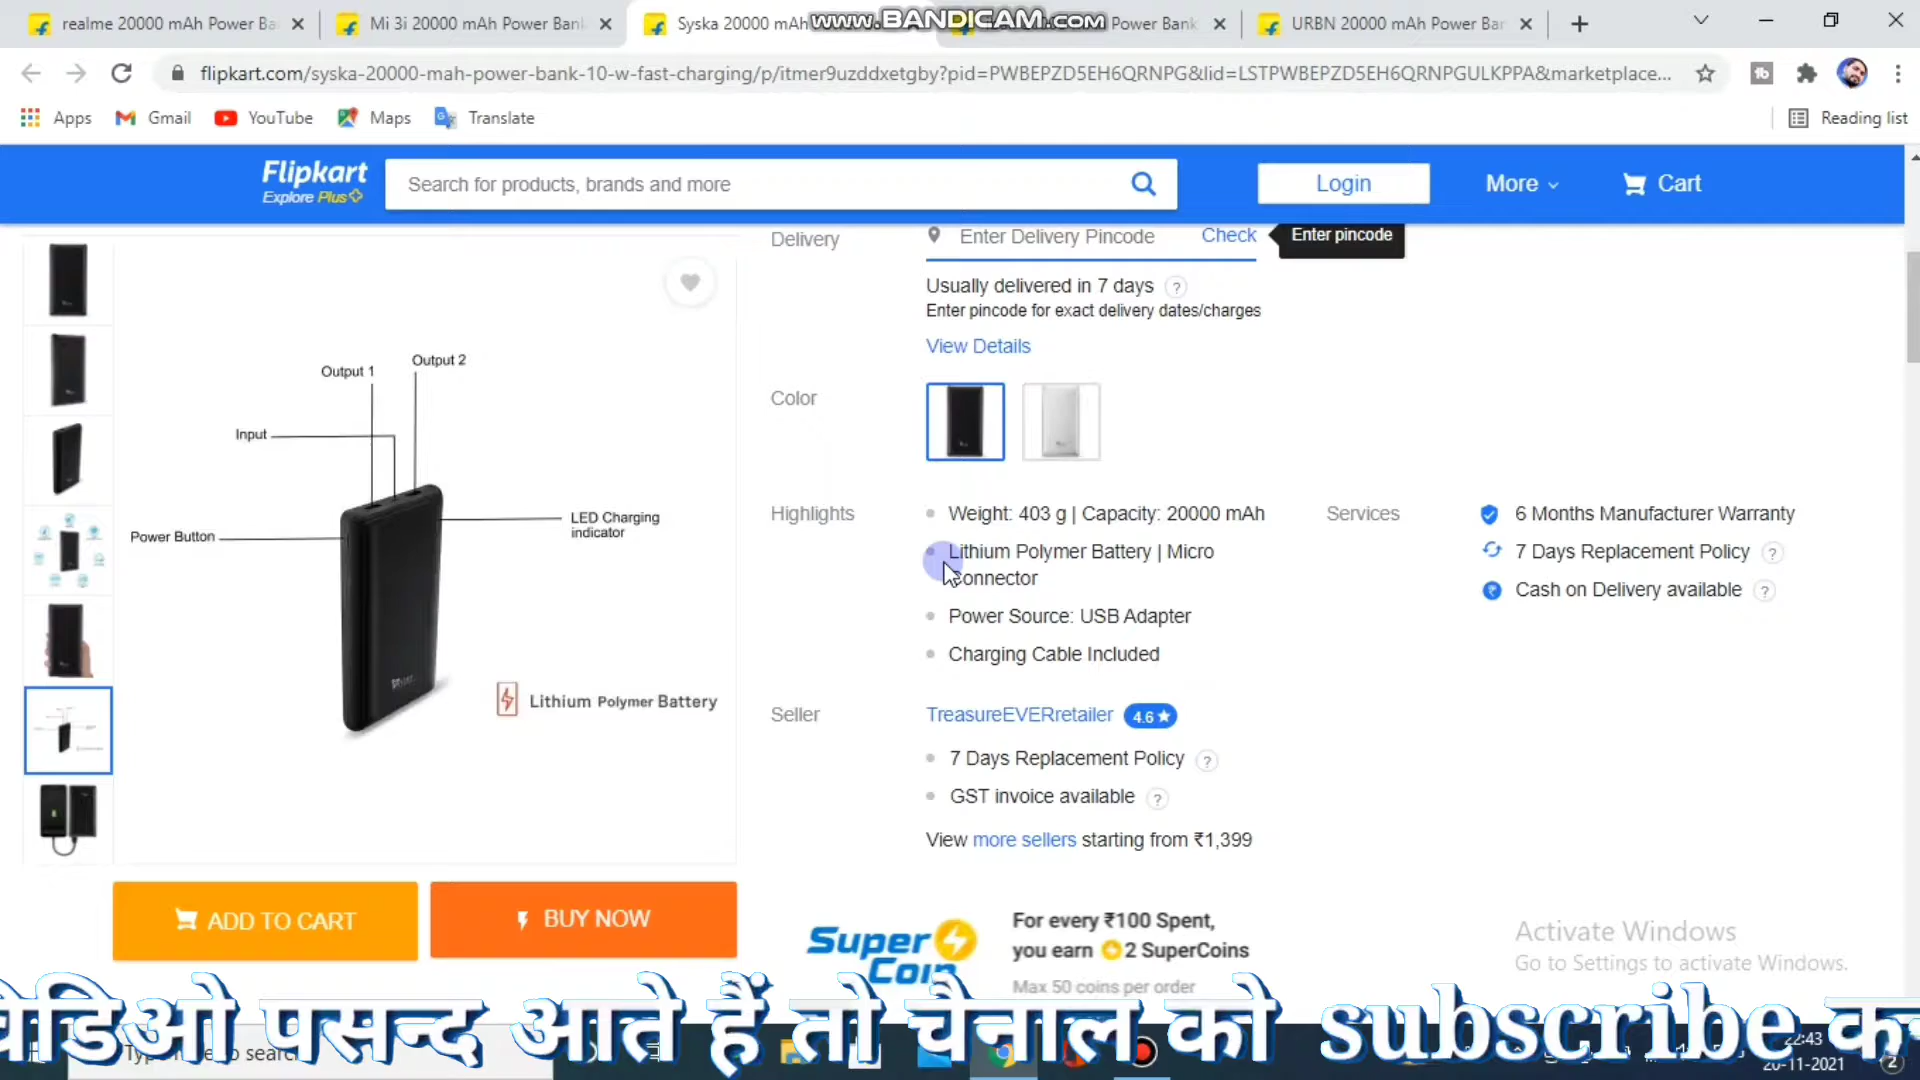 realme 20000 mAh Power Ba
Mi 3i 20000 mAh Power Bank
Syska 20000 mAh
www.BANDICAM.com
Power Bank
URBN 20000 mAh Power Bar
flipkart.com/syska-20000-mah-power-bank-10-w-fast-charging/p/itmer9uzddxetgby?pid=PWBEPZD5EH6QRNPG&lid=LSTPWBEPZD5EH6QRNPGULKPPA&marketplace...
Apps
Gmail
YouTube
Maps
Translate
Reading list
Flipkart
Explore Plus
Search for products, brands and more
Login
More
Cart
Delivery
Enter Delivery Pincode
Check
Enter pincode
Usually delivered in 7 days ?
Enter pincode for exact delivery dates/charges
View Details
Output 1
Output 2
Input
Power Button
LED Charging
indicator
Lithium Polymer Battery
Color
Highlights
Weight: 403 g | Capacity: 20000 mAh
Lithium Polymer Battery | Micro
Connector
Power Source: USB Adapter
Charging Cable Included
Services
6 Months Manufacturer Warranty
7 Days Replacement Policy ?
Cash on Delivery available ?
Seller
TreasureEVERretailer 4.6★
7 Days Replacement Policy ?
GST invoice available ?
View more sellers starting from ₹1,399
ADD TO CART
BUY NOW
Super
Coin
For every ₹100 Spent,
you earn 2 SuperCoins
Max 50 coins per order
Activate Windows
Go to Settings to activate Windows.
पसन्द आते हैं तो चैनाल को subscribe
22:43
20-11-2021
2